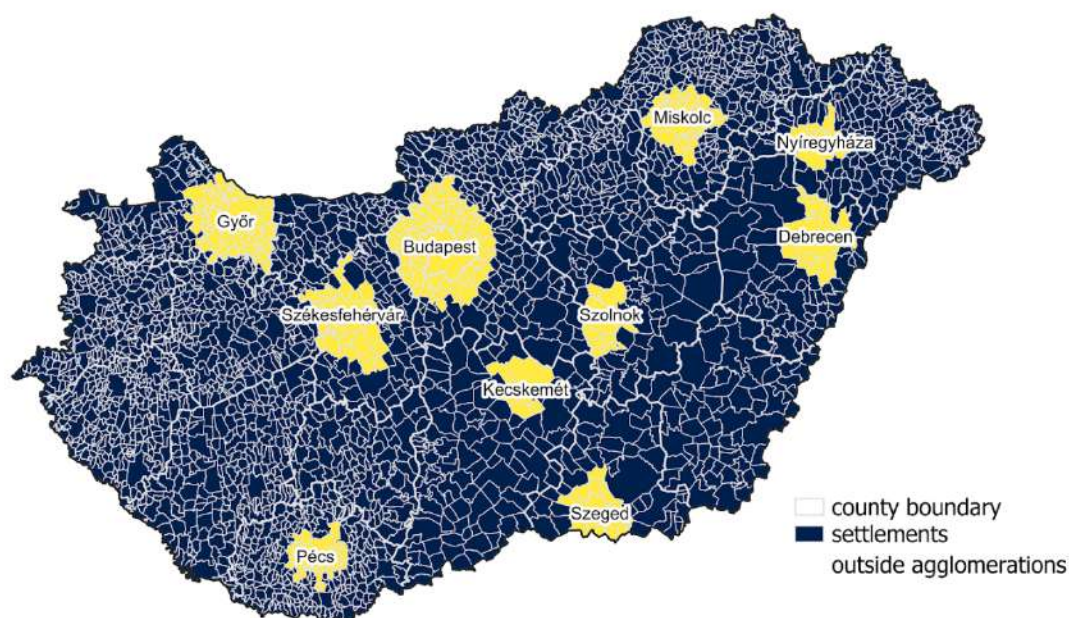 Miskolc
Nyíregyháza
Győr
Budapest
Debrecen
Székesfehérvár
Szolnok
Kecskemét
Szeged
Pécs
county boundary
settlements
outside agglomerations